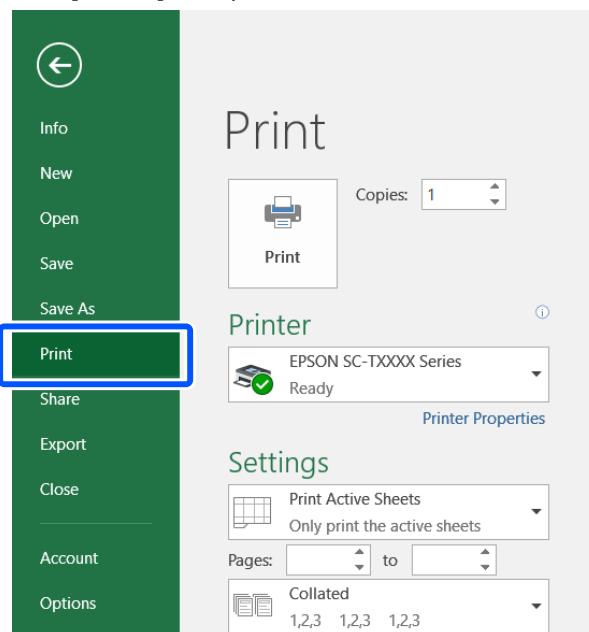 Info
New
Open
Save
Save As
Print
Share
Export
Close
Account
Options
Print
Copies: 1
Print
Printer
EPSON SC-TXXXX Series
Ready
Printer Properties
Settings
Print Active Sheets
Only print the active sheets
Pages: to
Collated
1,2,3 1,2,3 1,2,3